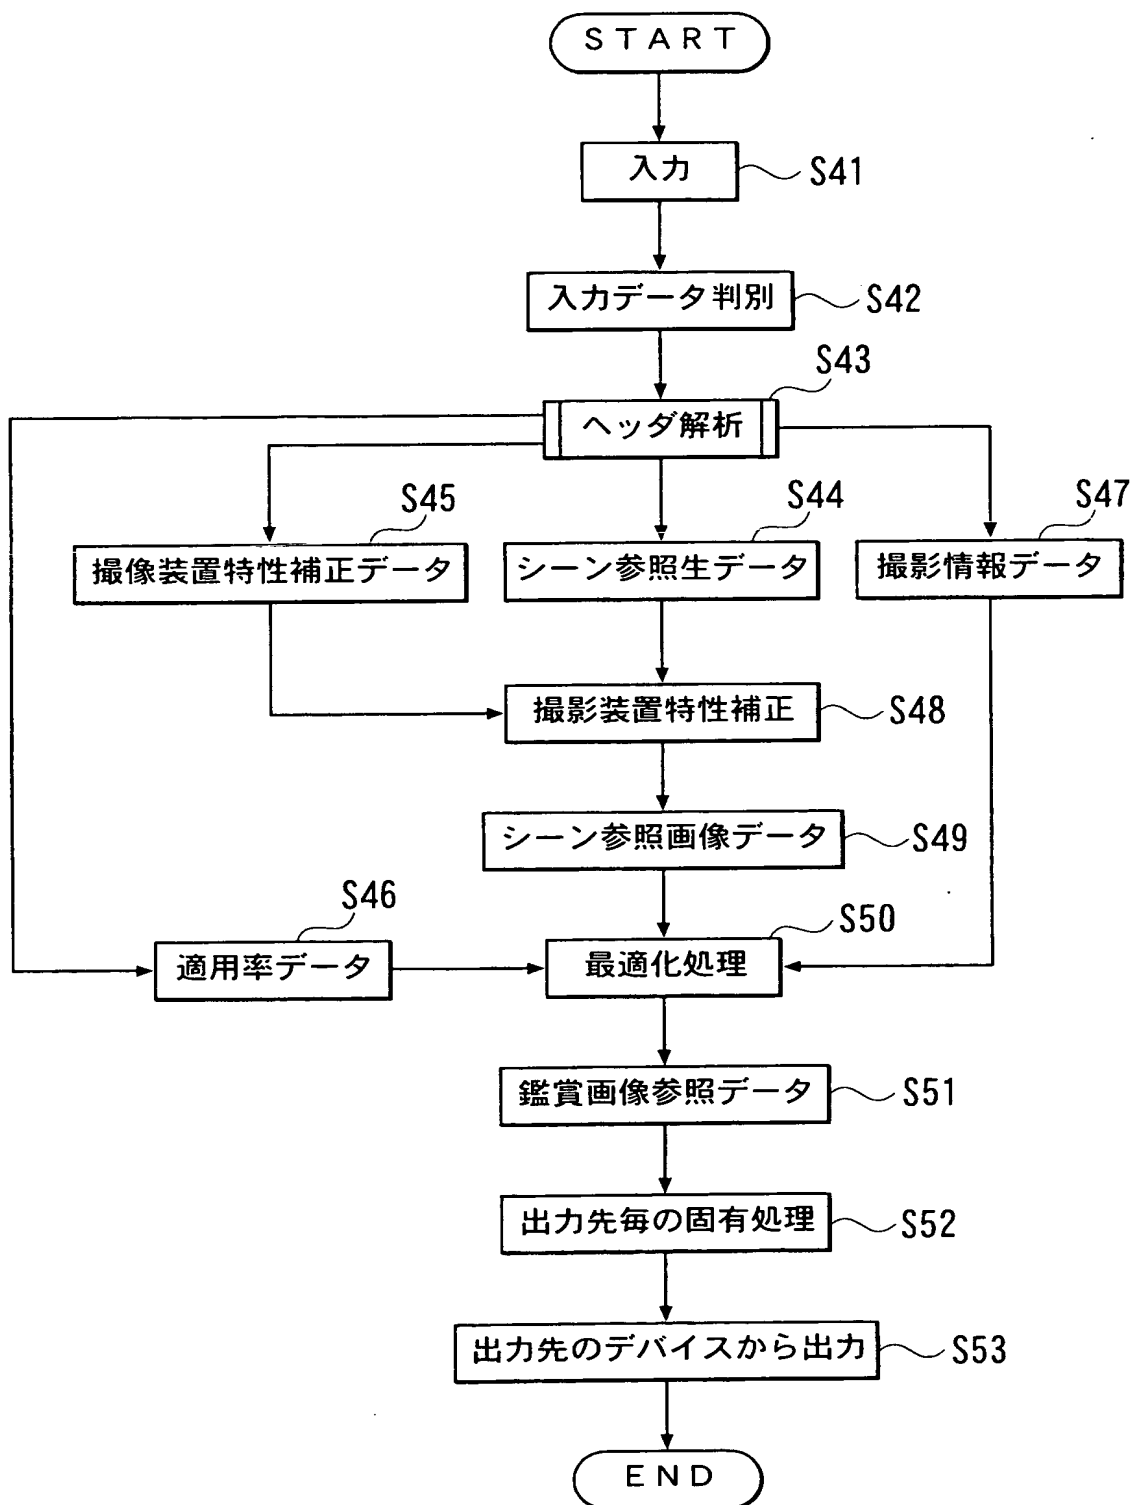 START
入力
S41
入力データ判別
S42
S43
ヘッダ解析
S45
S44
S47
撮像装置特性補正データ
シーン参照生データ
撮影情報データ
撮影装置特性補正
S48
シーン参照画像データ
S49
S46
S50
適用率データ
最適化処理
鑑賞画像参照データ
S51
出力先毎の固有処理
S52
出力先のデバイスから出力
S53
END